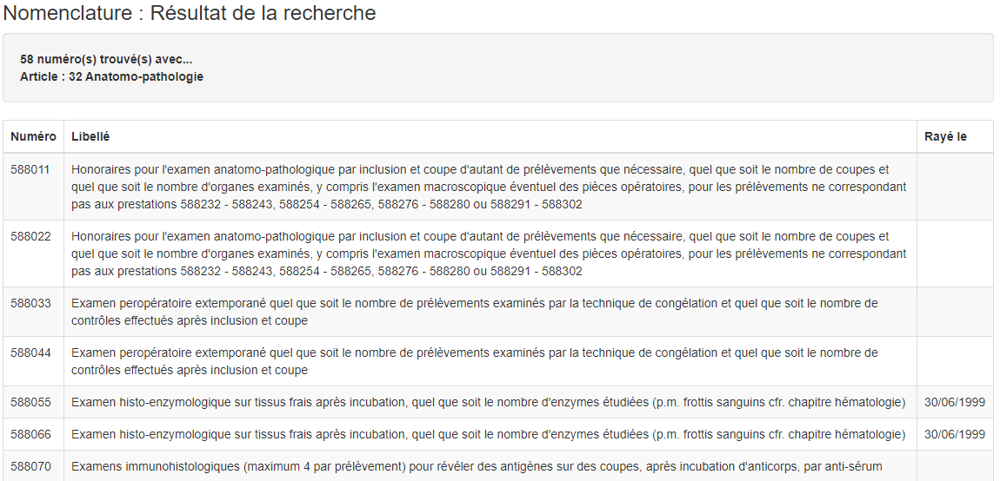 Nomenclature : Résultat de la recherche
58 numéro(s) trouvé(s) avec...
Article : 32 Anatomo-pathologie
Numéro Libellé Rayé le
588011 Honoraires pour l'examen anatomo-pathologique par inclusion et coupe d'autant de prélèvements que nécessaire, quel que soit le nombre de coupes et
quel que soit le nombre d'organes examinés, y compris l'examen macroscopique éventuel des pièces opératoires, pour les prélèvements ne correspondant
pas aux prestations 588232 - 588243, 588254 - 588265, 588276 - 588280 ou 588291 - 588302
588022 Honoraires pour l'examen anatomo-pathologique par inclusion et coupe d'autant de prélèvements que nécessaire, quel que soit le nombre de coupes et
quel que soit le nombre d'organes examinés, y compris l'examen macroscopique éventuel des pièces opératoires, pour les prélèvements ne correspondant
pas aux prestations 588232 - 588243, 588254 - 588265, 588276 - 588280 ou 588291 - 588302
588033 Examen peropératoire extemporané quel que soit le nombre de prélèvements examinés par la technique de congélation et quel que soit le nombre de
contrôles effectués après inclusion et coupe
588044 Examen peropératoire extemporané quel que soit le nombre de prélèvements examinés par la technique de congélation et quel que soit le nombre de
contrôles effectués après inclusion et coupe
588055 Examen histo-enzymologique sur tissus frais après incubation, quel que soit le nombre d'enzymes étudiées (p.m. frottis sanguins cfr. chapitre hématologie) 30/06/1999
588066 Examen histo-enzymologique sur tissus frais après incubation, quel que soit le nombre d'enzymes étudiées (p.m. frottis sanguins cfr. chapitre hématologie) 30/06/1999
588070 Examens immunohistologiques (maximum 4 par prélèvement) pour révéler des antigènes sur des coupes, après incubation d'anticorps, par anti-sérum